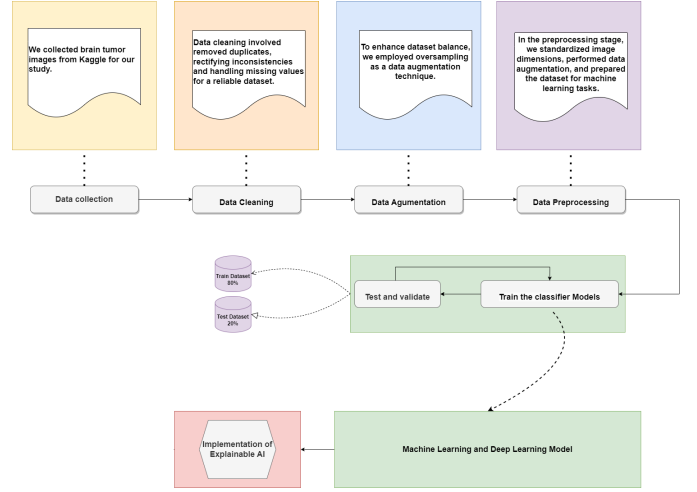 We collected brain tumor
images from Kaggle for our
study.
Data cleaning involved
removed duplicates,
rectifying inconsistencies
and handling missing values
for a reliable dataset.
To enhance dataset balance,
we employed oversampling
as a data augmentation
technique.
In the preprocessing stage,
we standardized image
dimensions, performed data
augmentation, and prepared
the dataset for machine
learning tasks.
Data collection
Data Cleaning
Data Agumentation
Data Preprocessing
Train Dataset
80%
Test Dataset
20%
Test and validate
Train the classifier Models
Implementation of
Explainable AI
Machine Learning and Deep Learning Model